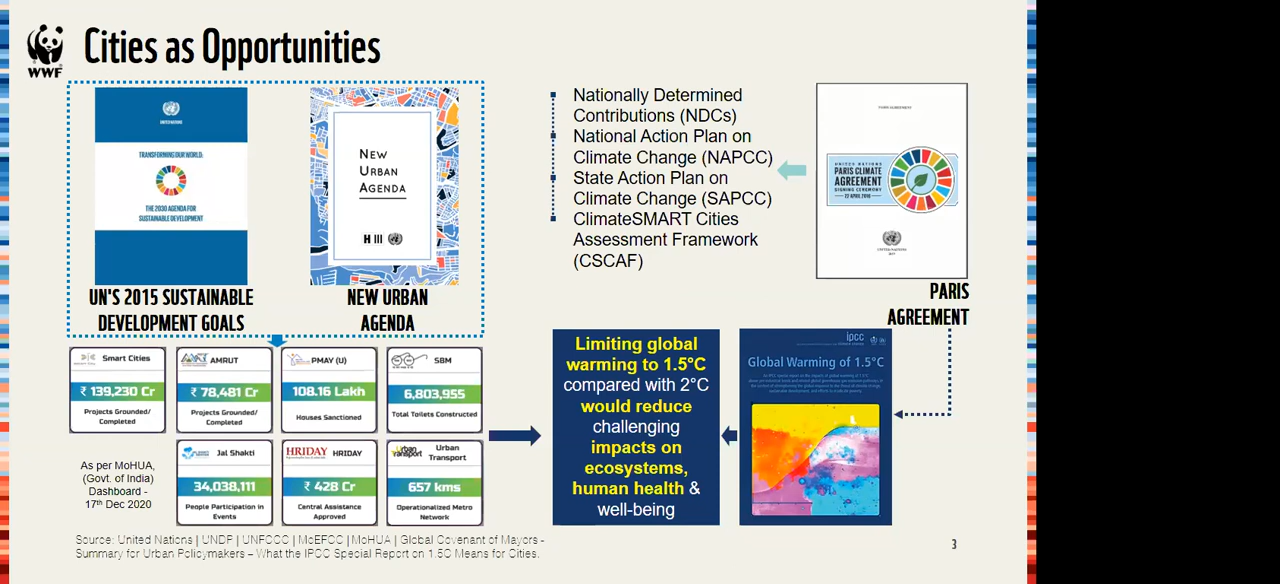 Cities as Opportunities
WWF
UNITED NATIONS
TRANSFORMING OUR WORLD:
THE 2030 AGENDA FOR
SUSTAINABLE DEVELOPMENT
NEW
URBAN
AGENDA
H III
UN'S 2015 SUSTAINABLE
DEVELOPMENT GOALS
NEW URBAN
AGENDA
Nationally Determined
Contributions (NDCs)
National Action Plan on
Climate Change (NAPCC)
State Action Plan on
Climate Change (SAPCC)
ClimateSMART Cities
Assessment Framework
(CSCAF)
PARIS AGREEMENT
UNITED NATIONS
PARIS CLIMATE
AGREEMENT
SIGNING CEREMONY
22 APRIL 2016
UNITED NATIONS
PARIS
AGREEMENT
Smart Cities
₹ 139,230 Cr
Projects Grounded/
Completed
AMRUT
₹ 78,481 Cr
Projects Grounded/
Completed
PMAY (U)
108.16 Lakh
Houses Sanctioned
SBM
6,803,955
Total Toilets Constructed
As per MoHUA,
(Govt. of India)
Dashboard -
17th Dec 2020
Jal Shakti
34,038,111
People Participation in
Events
HRIDAY HRIDAY
₹ 428 Cr
Central Assistance
Approved
Urban Transport
Urban
Transport
657 kms
Operationalized Metro
Network
Limiting global
warming to 1.5°C
compared with 2°C
would reduce
challenging
impacts on
ecosystems,
human health &
well-being
ipcc
Global Warming of 1.5°C
Source: United Nations | UNDP | UNFCCC | McEFCC | MoHUA | Global Covenant of Mayors -
Summary for Urban Policymakers – What the IPCC Special Report on 1.5C Means for Cities.
3